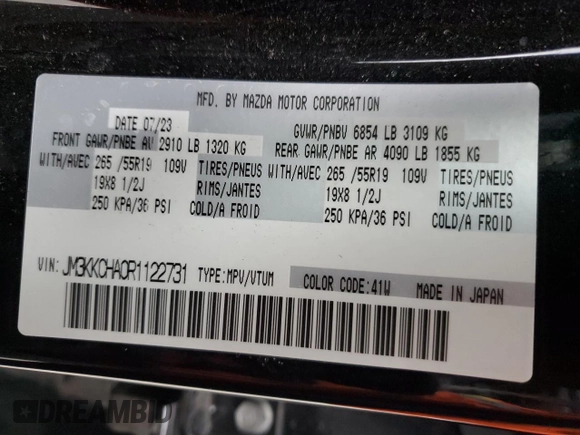 MFD. BY MAZDA MOTOR CORPORATION
DATE 07/23 GVWR/PNBV 6854 LB 3109 KG
FRONT GAWR/PNBE AV 2910 LB 1320 KG REAR GAWR/PNBE AR 4090 LB 1855 KG
WITH/AVEC 265 /55R19 109V TIRES/PNEUS WITH/AVEC 265 /55R19 109V TIRES/PNEUS
19X8 1/2J RIMS/JANTES 19X8 1/2J RIMS/JANTES
250 KPA/36 PSI COLD/A FROID 250 KPA/36 PSI COLD/A FROID
VIN: JM3KKCHA0R1122731 TYPE:MPV/VTUM COLOR CODE:41W MADE IN JAPAN
DREAMBID